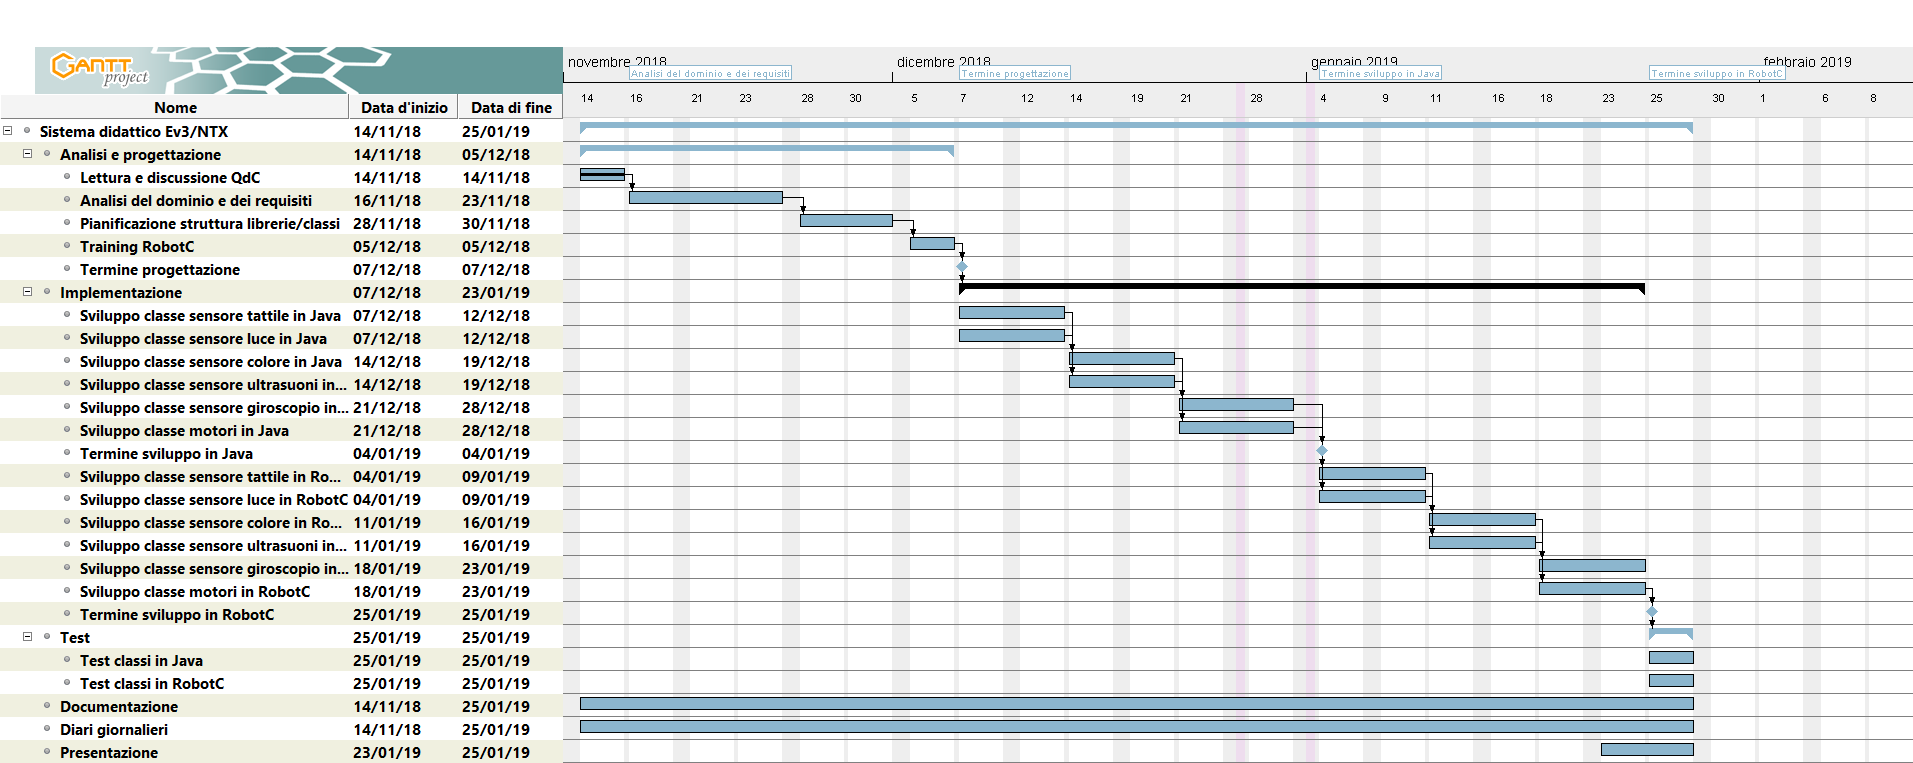 GANTT
project
novembre 2018 dicembre 2018 gennaio 2019 febbraio 2019
Analisi del dominio e dei requisiti Termine progettazione Termine sviluppo in Java Termine sviluppo in RobotC
Nome Data d'inizio Data di fine
14 16 21 23 28 30 5 7 12 14 19 21 28 4 9 11 16 18 23 25 30 1 6 8
Sistema didattico Ev3/NTX 14/11/18 25/01/19
Analisi e progettazione 14/11/18 05/12/18
Lettura e discussione QdC 14/11/18 14/11/18
Analisi del dominio e dei requisiti 16/11/18 23/11/18
Pianificazione struttura librerie/classi 28/11/18 30/11/18
Training RobotC 05/12/18 05/12/18
Termine progettazione 07/12/18 07/12/18
Implementazione 07/12/18 23/01/19
Sviluppo classe sensore tattile in Java 07/12/18 12/12/18
Sviluppo classe sensore luce in Java 07/12/18 12/12/18
Sviluppo classe sensore colore in Java 14/12/18 19/12/18
Sviluppo classe sensore ultrasuoni in... 14/12/18 19/12/18
Sviluppo classe sensore giroscopio in... 21/12/18 28/12/18
Sviluppo classe motori in Java 21/12/18 28/12/18
Termine sviluppo in Java 04/01/19 04/01/19
Sviluppo classe sensore tattile in Ro... 04/01/19 09/01/19
Sviluppo classe sensore luce in RobotC 04/01/19 09/01/19
Sviluppo classe sensore colore in Ro... 11/01/19 16/01/19
Sviluppo classe sensore ultrasuoni in... 11/01/19 16/01/19
Sviluppo classe sensore giroscopio in... 18/01/19 23/01/19
Sviluppo classe motori in RobotC 18/01/19 23/01/19
Termine sviluppo in RobotC 25/01/19 25/01/19
Test 25/01/19 25/01/19
Test classi in Java 25/01/19 25/01/19
Test classi in RobotC 25/01/19 25/01/19
Documentazione 14/11/18 25/01/19
Diari giornalieri 14/11/18 25/01/19
Presentazione 23/01/19 25/01/19